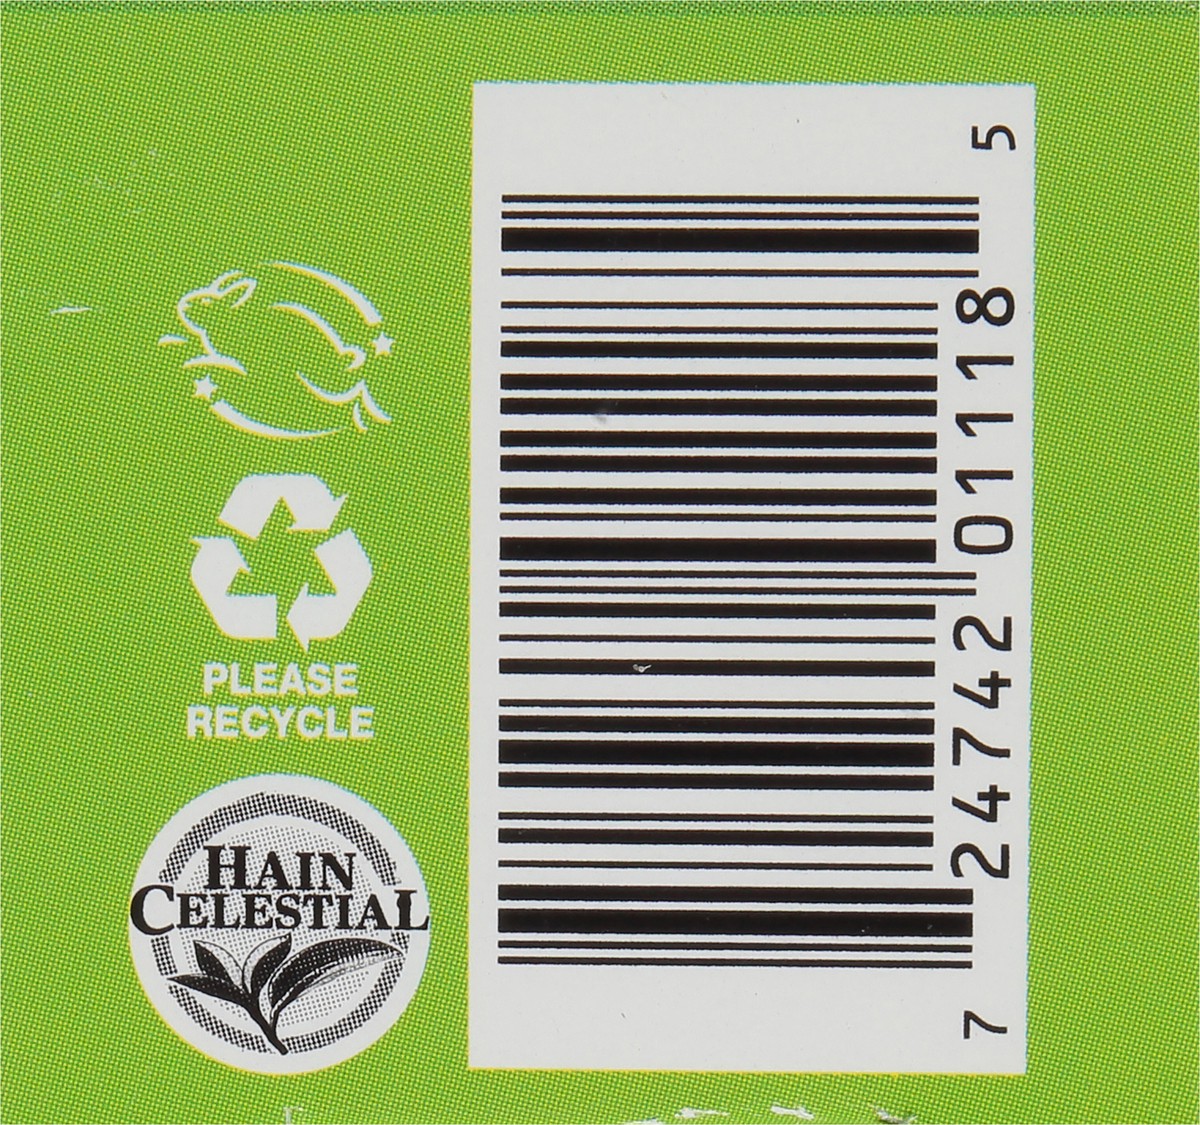 PLEASE
RECYCLE
HAIN
CELESTIAL
7 24742 01118 5